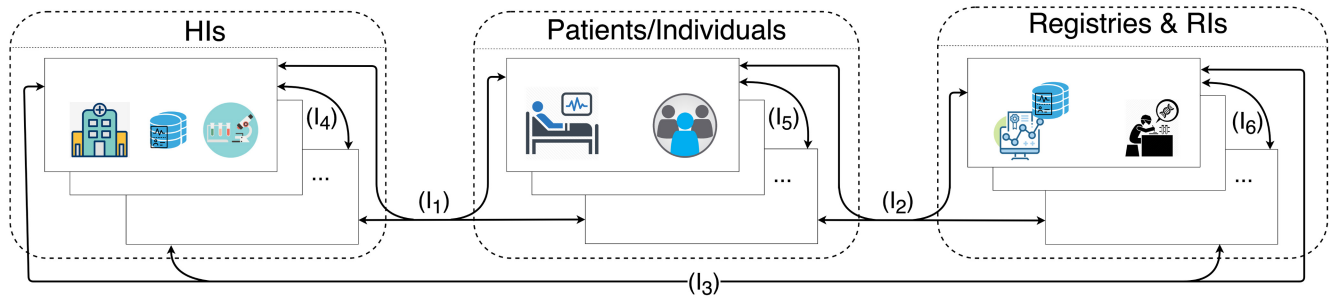 HIs
Patients/Individuals
Registries & RIs
(I₄)
...
(I₅)
...
(I₆)
...
(I₁)
(I₂)
(I₃)